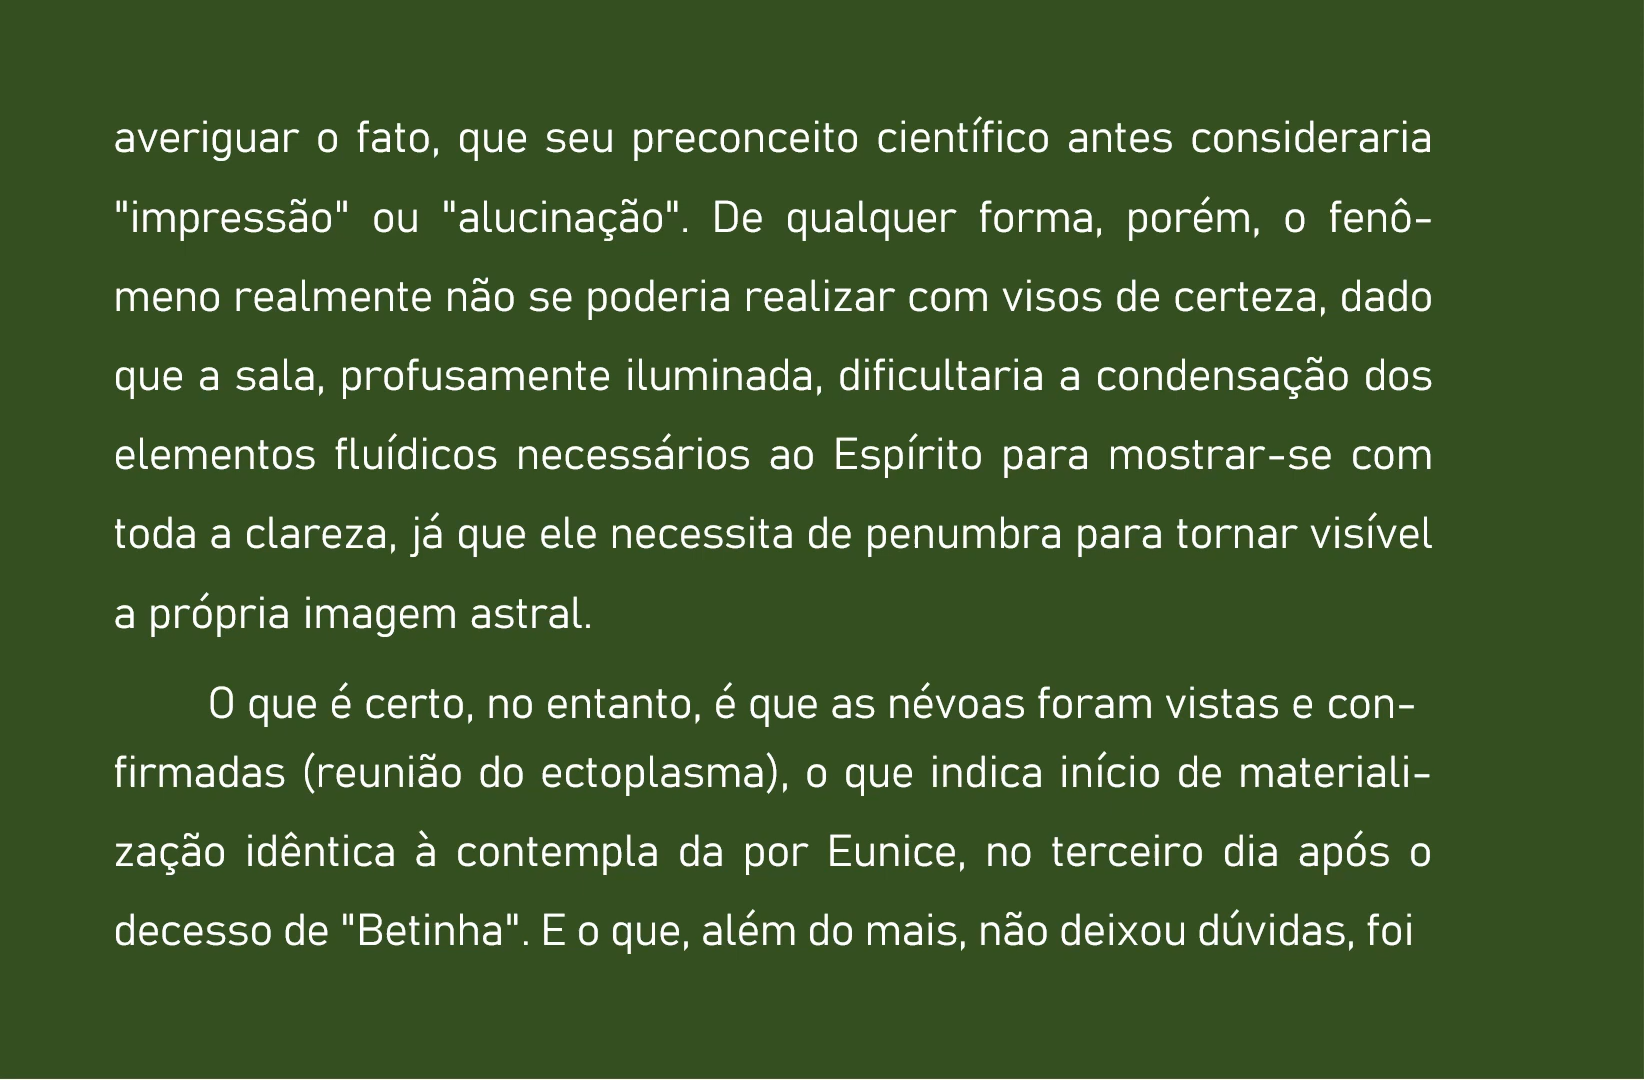 averiguar o fato, que seu preconceito científico antes consideraria
"impressão" ou "alucinação". De qualquer forma, porém, o fenô-
meno realmente não se poderia realizar com visos de certeza, dado
que a sala, profusamente iluminada, dificultaria a condensação dos
elementos fluídicos necessários ao Espírito para mostrar-se com
toda a clareza, já que ele necessita de penumbra para tornar visível
a própria imagem astral.
O que é certo, no entanto, é que as névoas foram vistas e con-
firmadas (reunião do ectoplasma), o que indica início de materiali-
zação idêntica à contempla da por Eunice, no terceiro dia após o
decesso de "Betinha". E o que, além do mais, não deixou dúvidas, foi